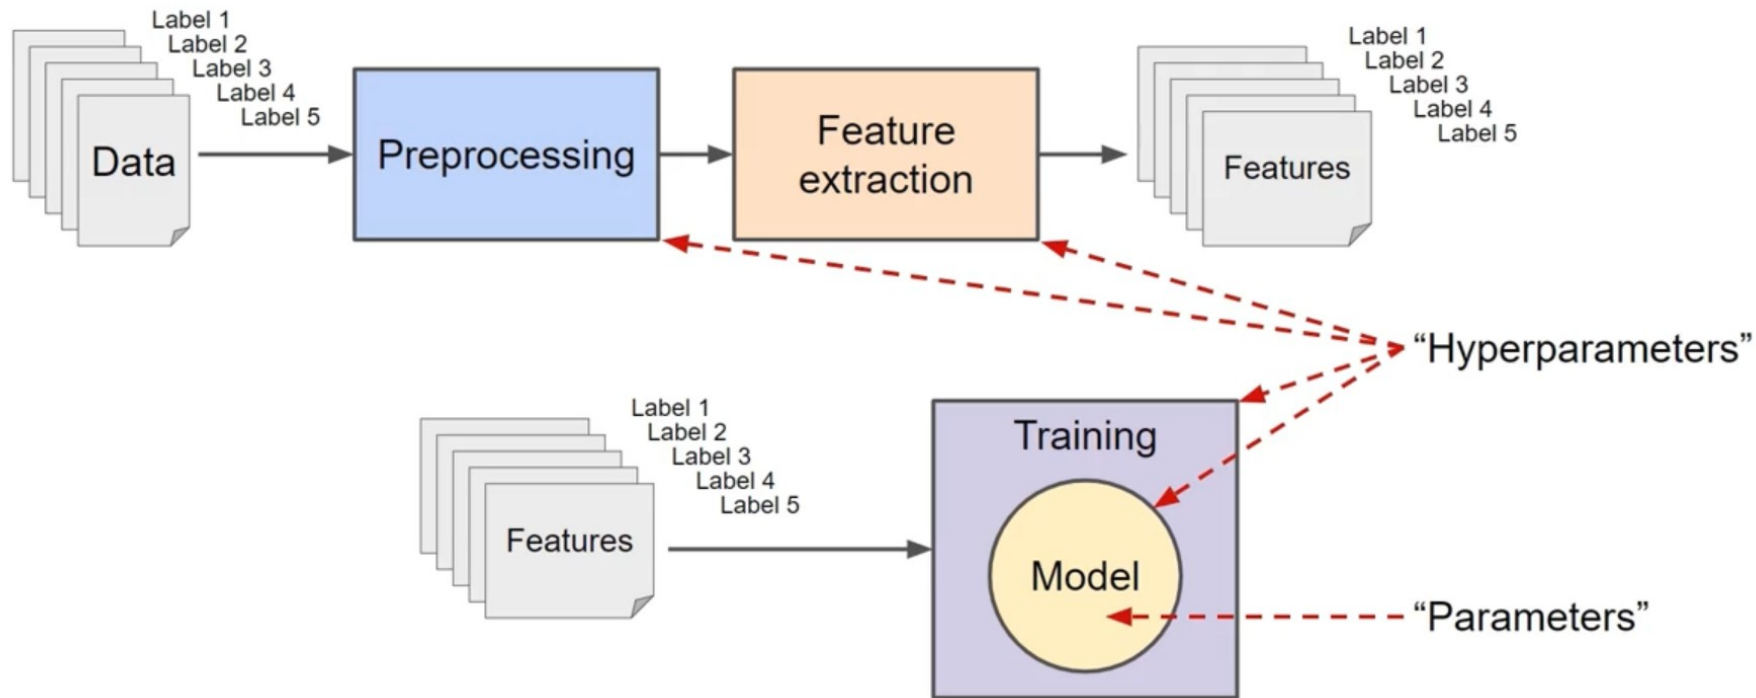 Label 1
Label 2
Label 3
Label 4
Label 5
Data
Preprocessing
Feature
extraction
Label 1
Label 2
Label 3
Label 4
Label 5
Features
“Hyperparameters”
Label 1
Label 2
Label 3
Label 4
Label 5
Features
Training
Model
“Parameters”